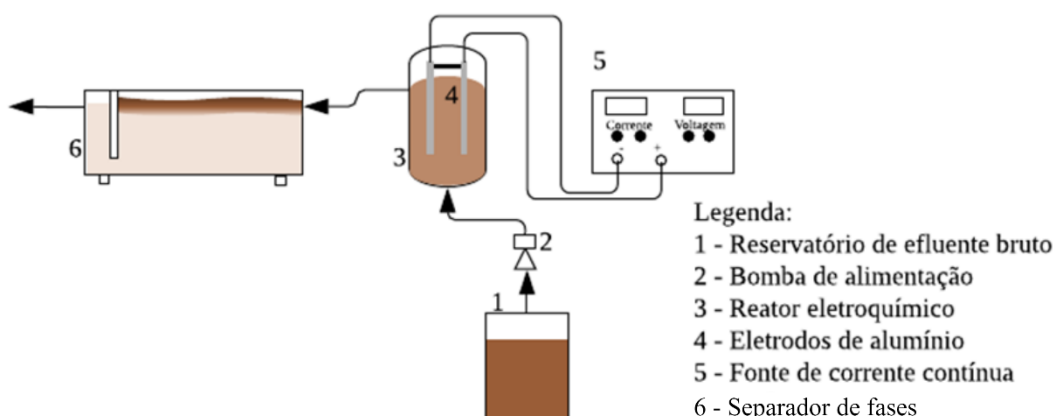 5
4
Corrente Voltagem
- +
6
3
2
1
Legenda:
1 - Reservatório de efluente bruto
2 - Bomba de alimentação
3 - Reator eletroquímico
4 - Eletrodos de alumínio
5 - Fonte de corrente contínua
6 - Separador de fases